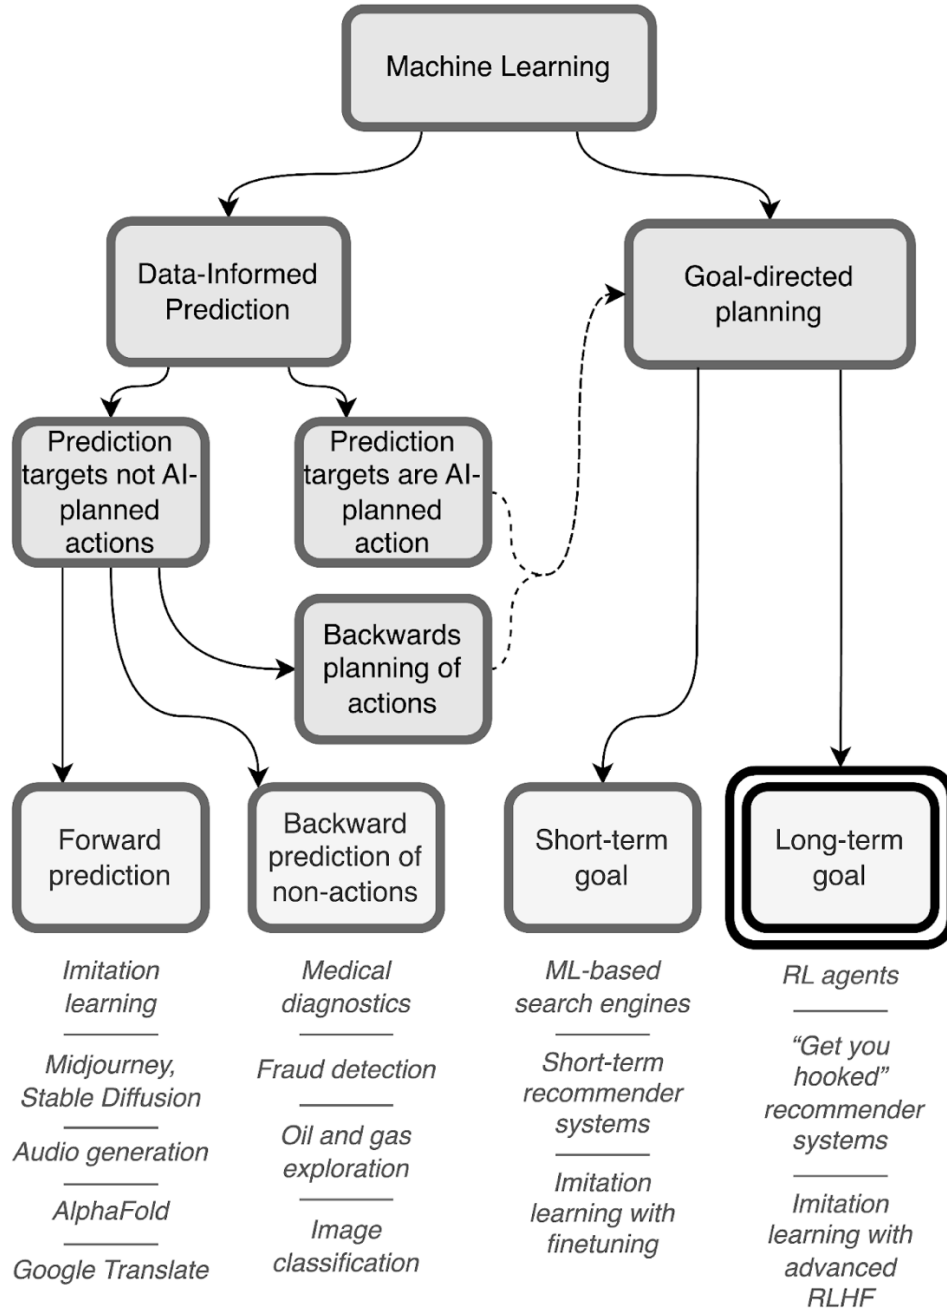 Machine Learning
Data-Informed
Prediction
Goal-directed
planning
Prediction
targets not AI-
planned
actions
Prediction
targets are AI-
planned
action
Backwards
planning of
actions
Forward
prediction
Backward
prediction of
non-actions
Short-term
goal
Long-term
goal
Imitation
learning
Midjourney,
Stable Diffusion
Audio generation
AlphaFold
Google Translate
Medical
diagnostics
Fraud detection
Oil and gas
exploration
Image
classification
ML-based
search engines
Short-term
recommender
systems
Imitation
learning with
finetuning
RL agents
“Get you
hooked”
recommender
systems
Imitation
learning with
advanced
RLHF